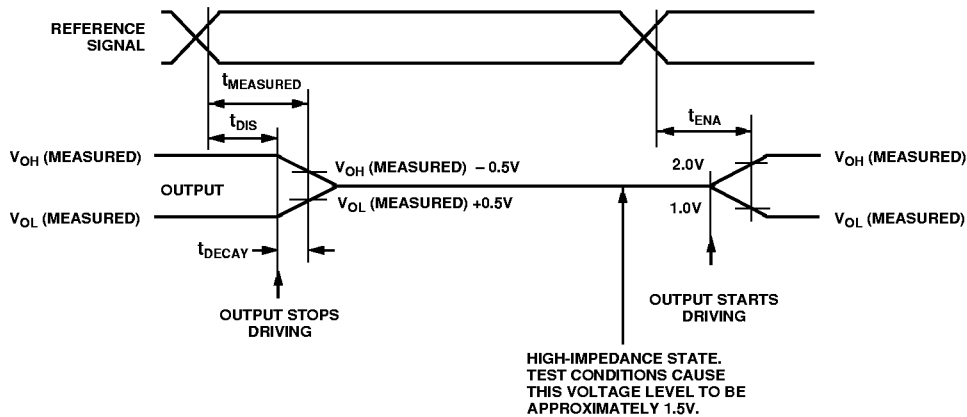 REFERENCE
SIGNAL
tMEASURED
tDIS
tENA
VOH (MEASURED)
VOH (MEASURED) – 0.5V
2.0V
VOH (MEASURED)
OUTPUT
VOL (MEASURED)
VOL (MEASURED) +0.5V
1.0V
VOL (MEASURED)
tDECAY
OUTPUT STOPS
DRIVING
OUTPUT STARTS
DRIVING
HIGH-IMPEDANCE STATE.
TEST CONDITIONS CAUSE
THIS VOLTAGE LEVEL TO BE
APPROXIMATELY 1.5V.